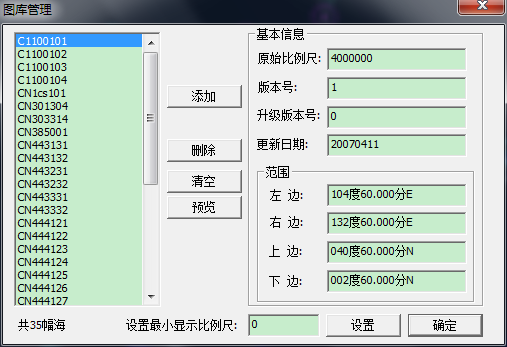 图库管理
C1100101
C1100102
C1100103
C1100104
CN1cs101
CN301304
CN303314
CN385001
CN443131
CN443132
CN443231
CN443232
CN443331
CN443332
CN444121
CN444122
CN444123
CN444124
CN444125
CN444126
CN444127
添加
删除
清空
预览
基本信息
原始比例尺: 4000000
版本号: 1
升级版本号: 0
更新日期: 20070411
范围
左 边: 104度60.000分E
右 边: 132度60.000分E
上 边: 040度60.000分N
下 边: 002度60.000分N
共35幅海
设置最小显示比例尺: 0
设置
确定